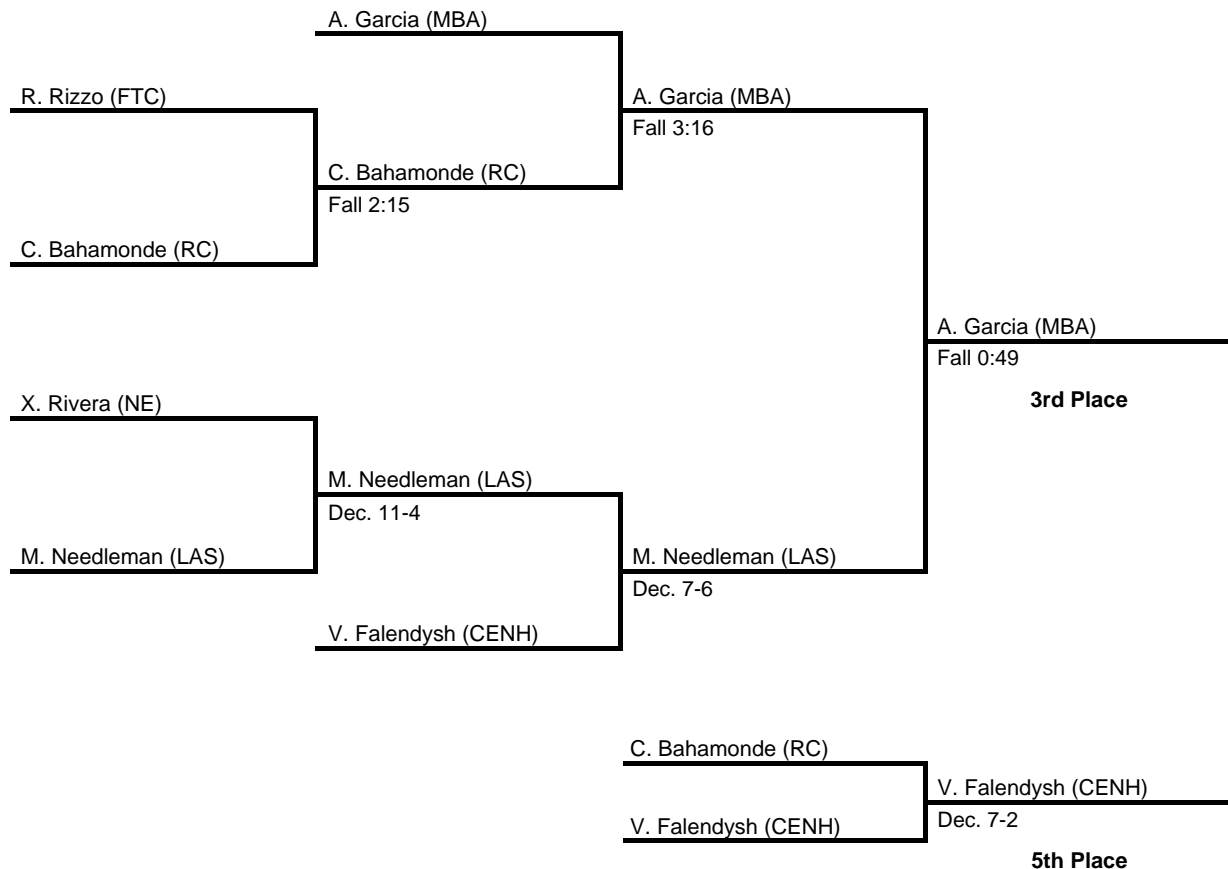 A. Garcia (MBA)
R. Rizzo (FTC)
A. Garcia (MBA)
Fall 3:16
C. Bahamonde (RC)
Fall 2:15
C. Bahamonde (RC)
A. Garcia (MBA)
Fall 0:49
3rd Place
X. Rivera (NE)
M. Needleman (LAS)
Dec. 11-4
M. Needleman (LAS)
M. Needleman (LAS)
Dec. 7-6
V. Falendysh (CENH)
C. Bahamonde (RC)
V. Falendysh (CENH)
Dec. 7-2
V. Falendysh (CENH)
5th Place